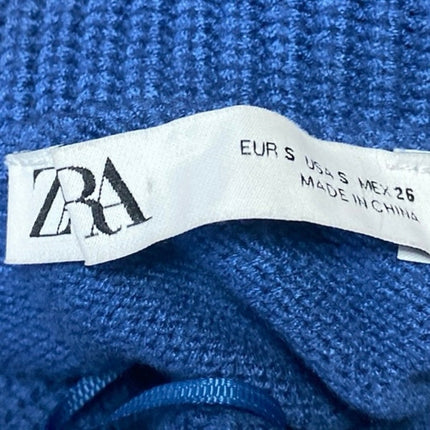 ZARA
EUR S USA S MEX 26
MADE IN CHINA